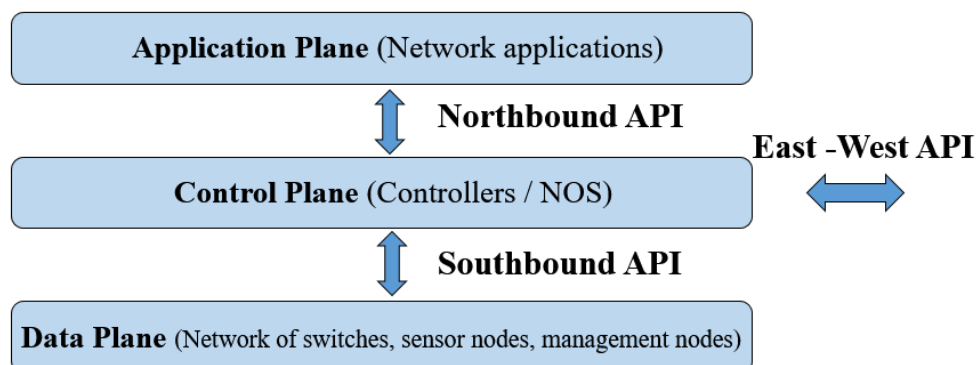 Application Plane (Network applications)
Northbound API
East -West API
Control Plane (Controllers / NOS)
Southbound API
Data Plane (Network of switches, sensor nodes, management nodes)